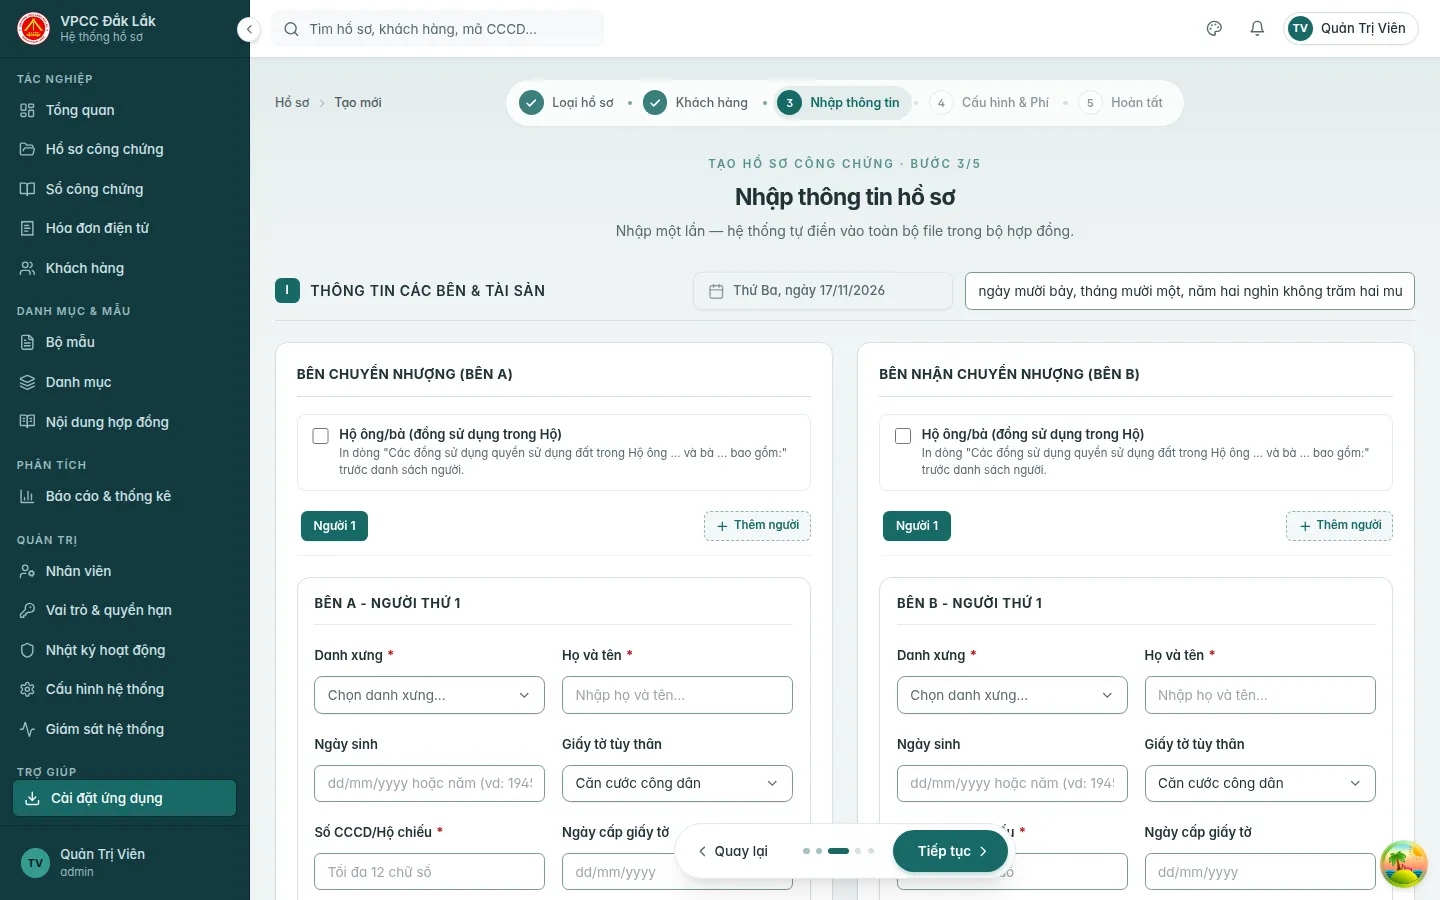 VPCC Đắk Lắk
Hệ thống hồ sơ
Tìm hồ sơ, khách hàng, mã CCCD...
TV Quản Trị Viên
TÁC NGHIỆP
Tổng quan
Hồ sơ công chứng
Sổ công chứng
Hóa đơn điện tử
Khách hàng
DANH MỤC & MẪU
Bộ mẫu
Danh mục
Nội dung hợp đồng
PHÂN TÍCH
Báo cáo & thống kê
QUẢN TRỊ
Nhân viên
Vai trò & quyền hạn
Nhật ký hoạt động
Cấu hình hệ thống
Giám sát hệ thống
TRỢ GIÚP
Cài đặt ứng dụng
TV Quản Trị Viên
admin
Hồ sơ > Tạo mới
Loại hồ sơ • Khách hàng • 3 Nhập thông tin • 4 Cấu hình & Phí • 5 Hoàn tất
TẠO HỒ SƠ CÔNG CHỨNG · BƯỚC 3/5
Nhập thông tin hồ sơ
Nhập một lần — hệ thống tự điền vào toàn bộ file trong bộ hợp đồng.
I THÔNG TIN CÁC BÊN & TÀI SẢN
Thứ Ba, ngày 17/11/2026
ngày mười bảy, tháng mười một, năm hai nghìn không trăm hai mu
BÊN CHUYỂN NHƯỢNG (BÊN A)
Hộ ông/bà (đồng sử dụng trong Hộ)
In dòng "Các đồng sử dụng quyền sử dụng đất trong Hộ ông ... và bà ... bao gồm:"
trước danh sách người.
Người 1
+ Thêm người
BÊN A - NGƯỜI THỨ 1
Danh xưng * Họ và tên *
Chọn danh xưng... Nhập họ và tên...
Ngày sinh Giấy tờ tùy thân
dd/mm/yyyy hoặc năm (vd: 1945 Căn cước công dân
Số CCCD/Hộ chiếu * Ngày cấp giấy tờ
Tối đa 12 chữ số dd/mm/yyyy
BÊN NHẬN CHUYỂN NHƯỢNG (BÊN B)
Hộ ông/bà (đồng sử dụng trong Hộ)
In dòng "Các đồng sử dụng quyền sử dụng đất trong Hộ ông ... và bà ... bao gồm:"
trước danh sách người.
Người 1
+ Thêm người
BÊN B - NGƯỜI THỨ 1
Danh xưng * Họ và tên *
Chọn danh xưng... Nhập họ và tên...
Ngày sinh Giấy tờ tùy thân
dd/mm/yyyy hoặc năm (vd: 1945 Căn cước công dân
Ngày cấp giấy tờ
dd/mm/yyyy
Quay lại
Tiếp tục